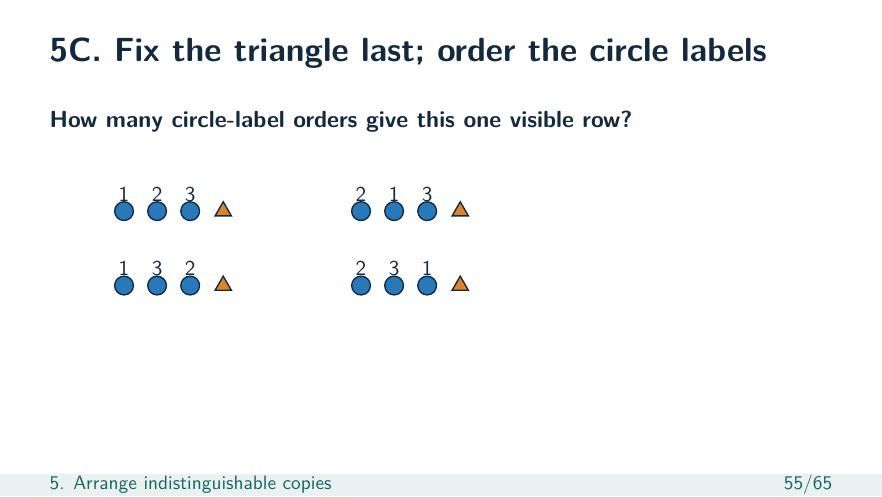 5C. Fix the triangle last; order the circle labels
How many circle-label orders give this one visible row?
1 2 3
2 1 3
1 3 2
2 3 1
5. Arrange indistinguishable copies
55/65